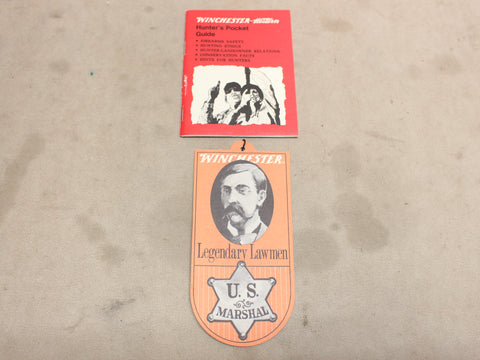 WINCHESTER
Hunter's Pocket
Guide
• FIREARMS SAFETY
• HUNTING ETHICS
• HUNTER-LANDOWNER RELATIONS
• CONSERVATION FACTS
• HINTS FOR HUNTERS
WINCHESTER
Legendary Lawmen
U. S.
MARSHAL